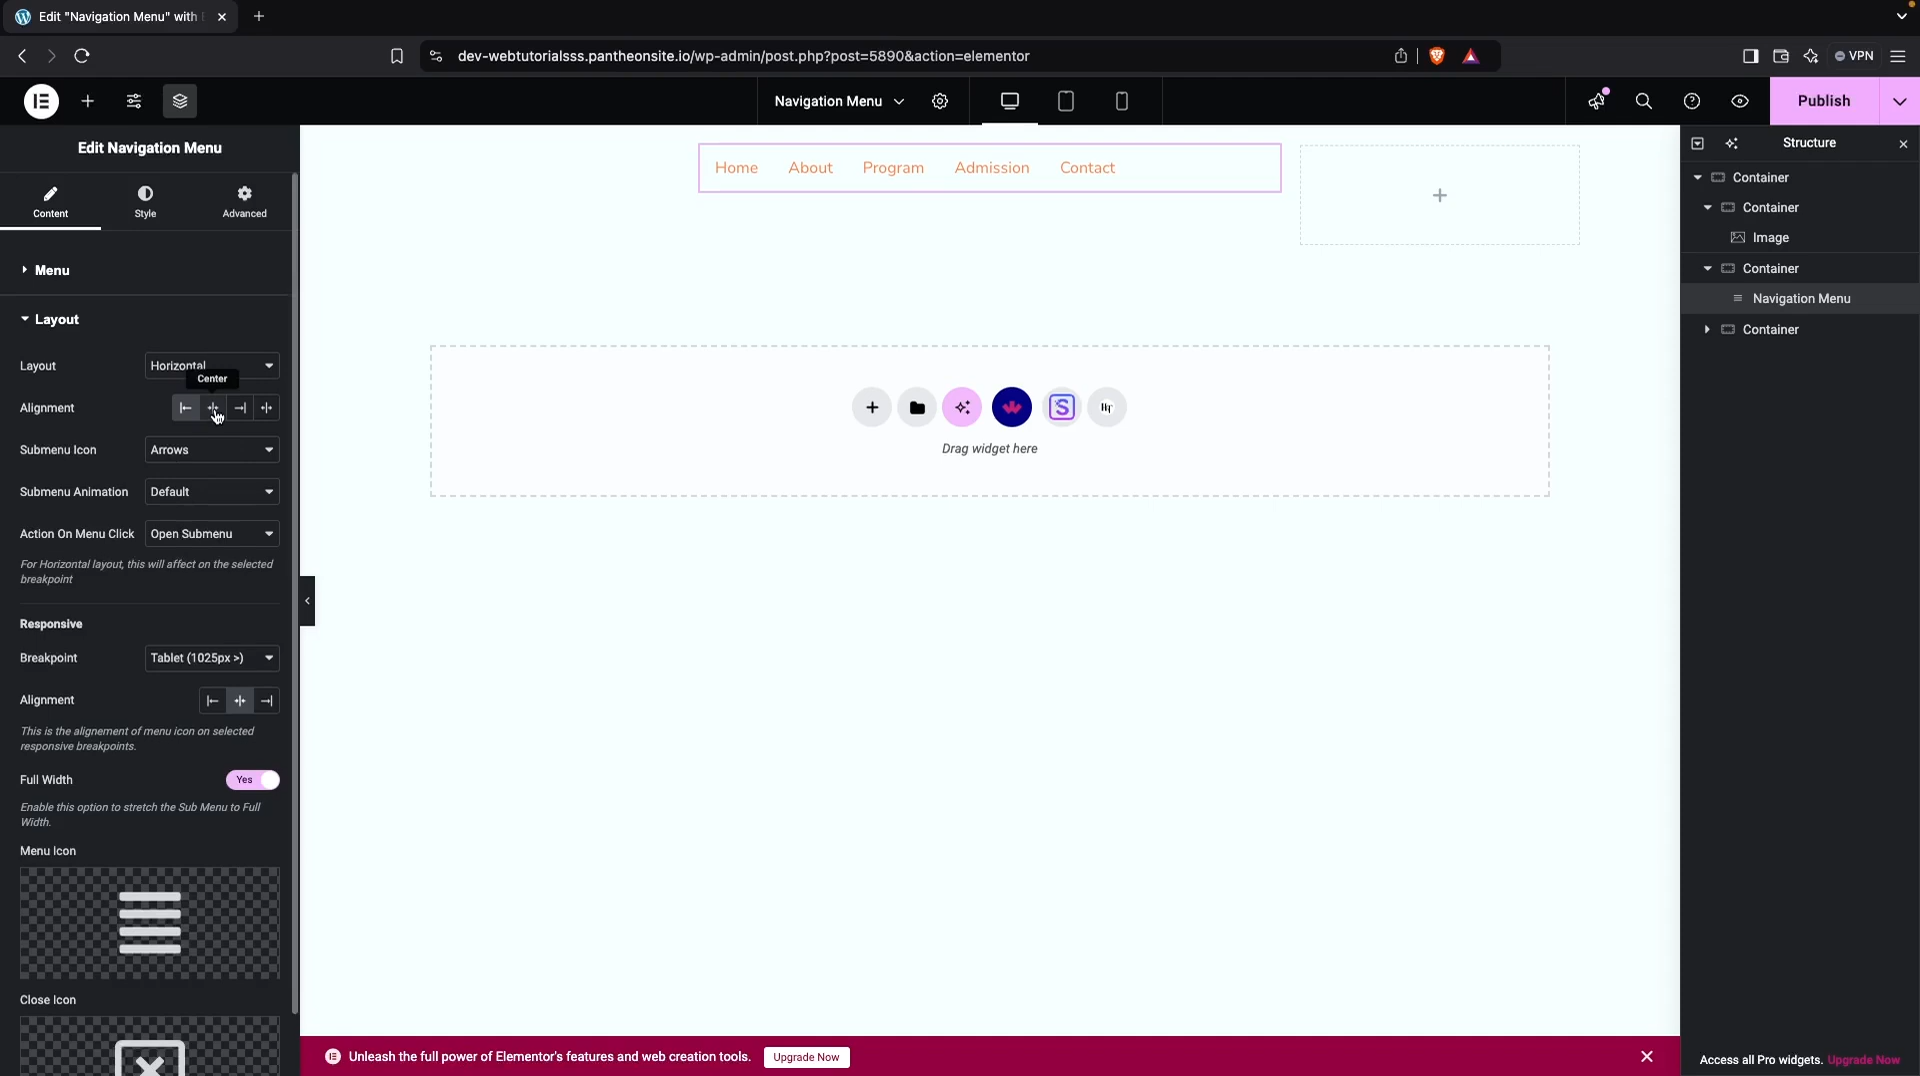 Edit "Navigation Menu" with
dev-webtutorialsss.pantheonsite.io/wp-admin/post.php?post=5890&action=elementor
VPN
Navigation Menu
Publish
Edit Navigation Menu
Content
Style
Advanced
Menu
Layout
Layout
Horizontal
Center
Alignment
Submenu Icon
Arrows
Submenu Animation
Default
Action On Menu Click
Open Submenu
For Horizontal layout, this will affect on the selected
breakpoint
Responsive
Breakpoint
Tablet (1025px >)
Alignment
This is the alignement of menu icon on selected
responsive breakpoints.
Full Width
Yes
Enable this option to stretch the Sub Menu to Full
Width.
Menu Icon
Close Icon
Home
About
Program
Admission
Contact
Drag widget here
Unleash the full power of Elementor's features and web creation tools.
Upgrade Now
Structure
Container
Container
Image
Container
Navigation Menu
Container
Access all Pro widgets. Upgrade Now